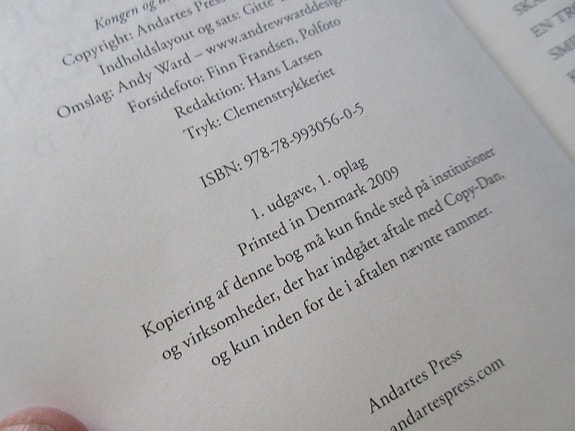 Kongen og
Copyright: Andartes Press
Indholdslayout og sats: Gitte
Omslag: Andy Ward – www.andrewwarddesig
Forsidefoto: Finn Frandsen, Polfoto
Redaktion: Hans Larsen
Tryk: Clemenstrykkeriet
ISBN: 978-78-993056-0-5
1. udgave, 1. oplag
Printed in Denmark 2009
Kopiering af denne bog må kun finde sted på institutioner
og virksomheder, der har indgået aftale med Copy-Dan,
og kun inden for de i aftalen nævnte rammer.
Andartes Press
andartespress.com
EN TR